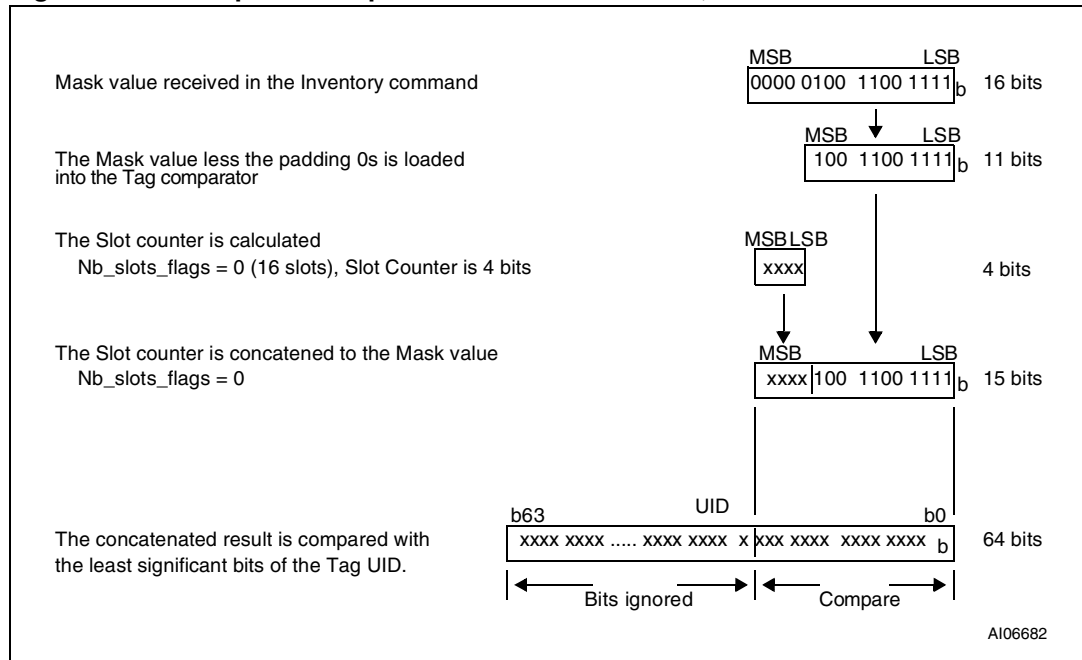 MSB LSB
Mask value received in the Inventory command 0000 0100 1100 1111 b 16 bits
MSB LSB
The Mask value less the padding 0s is loaded 100 1100 1111 b 11 bits
into the Tag comparator
The Slot counter is calculated MSB LSB
Nb_slots_flags = 0 (16 slots), Slot Counter is 4 bits xxxx 4 bits
The Slot counter is concatened to the Mask value MSB LSB
Nb_slots_flags = 0 xxxx 100 1100 1111 b 15 bits
UID
b63 b0
The concatenated result is compared with xxxx xxxx ..... xxxx xxxx x xxx xxxx xxxx xxxx b 64 bits
the least significant bits of the Tag UID.
Bits ignored Compare
AI06682